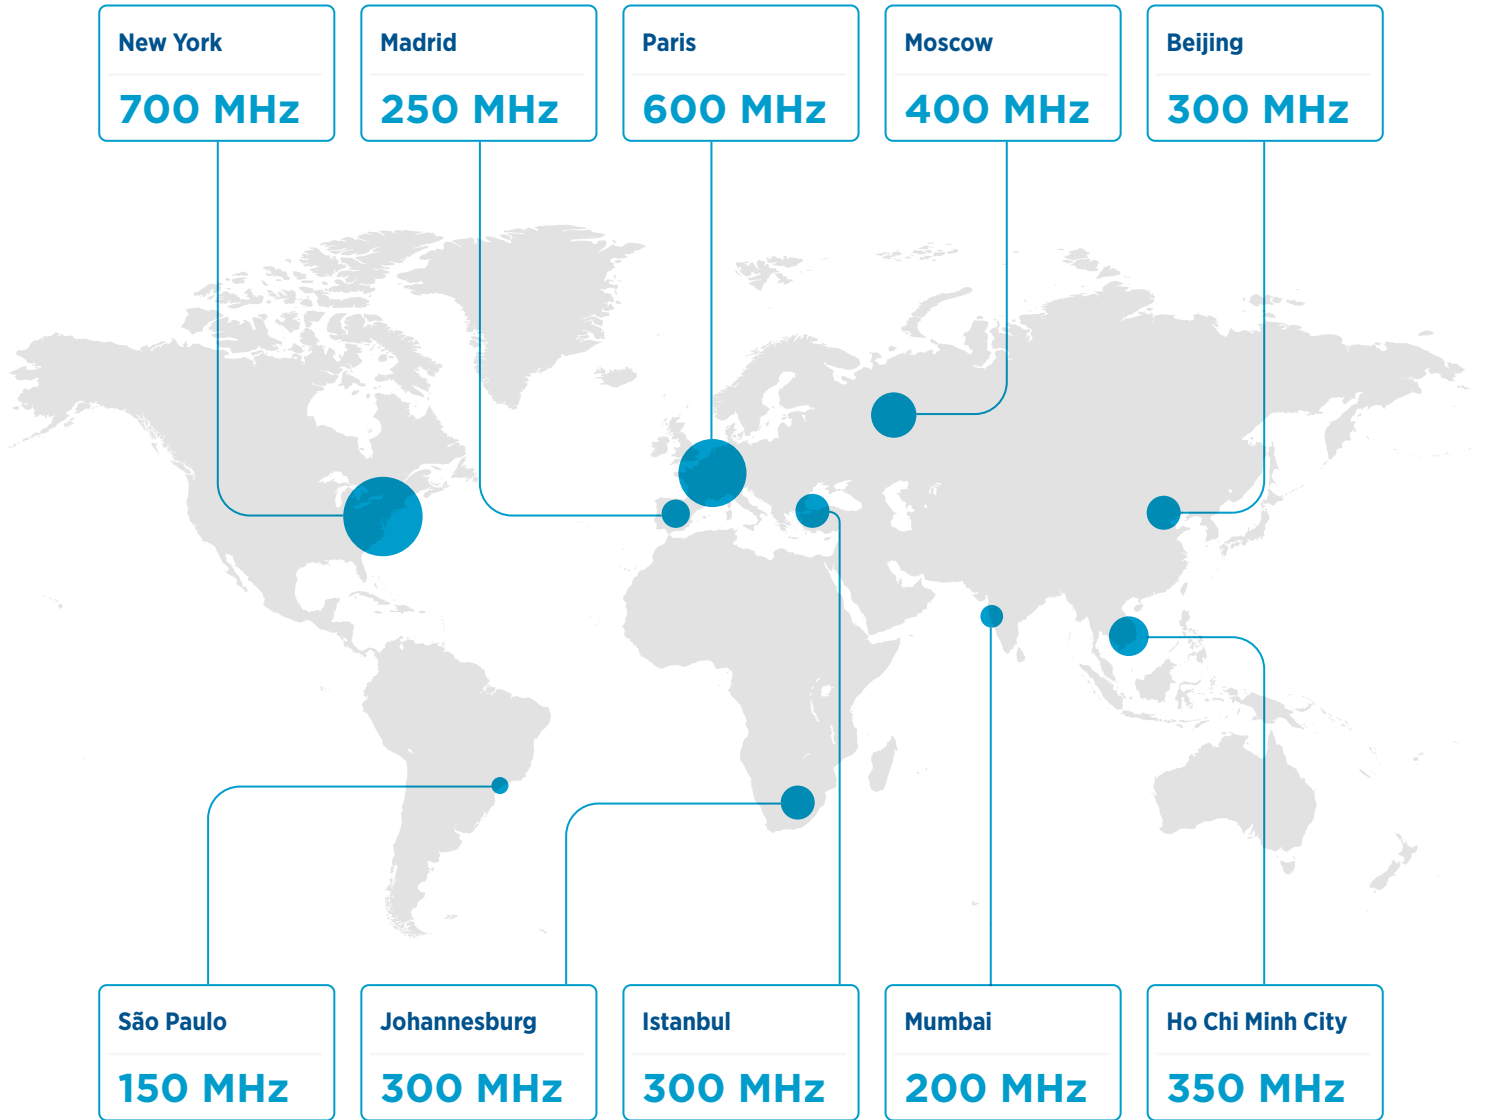 New York
700 MHz
Madrid
250 MHz
Paris
600 MHz
Moscow
400 MHz
Beijing
300 MHz
São Paulo
150 MHz
Johannesburg
300 MHz
Istanbul
300 MHz
Mumbai
200 MHz
Ho Chi Minh City
350 MHz